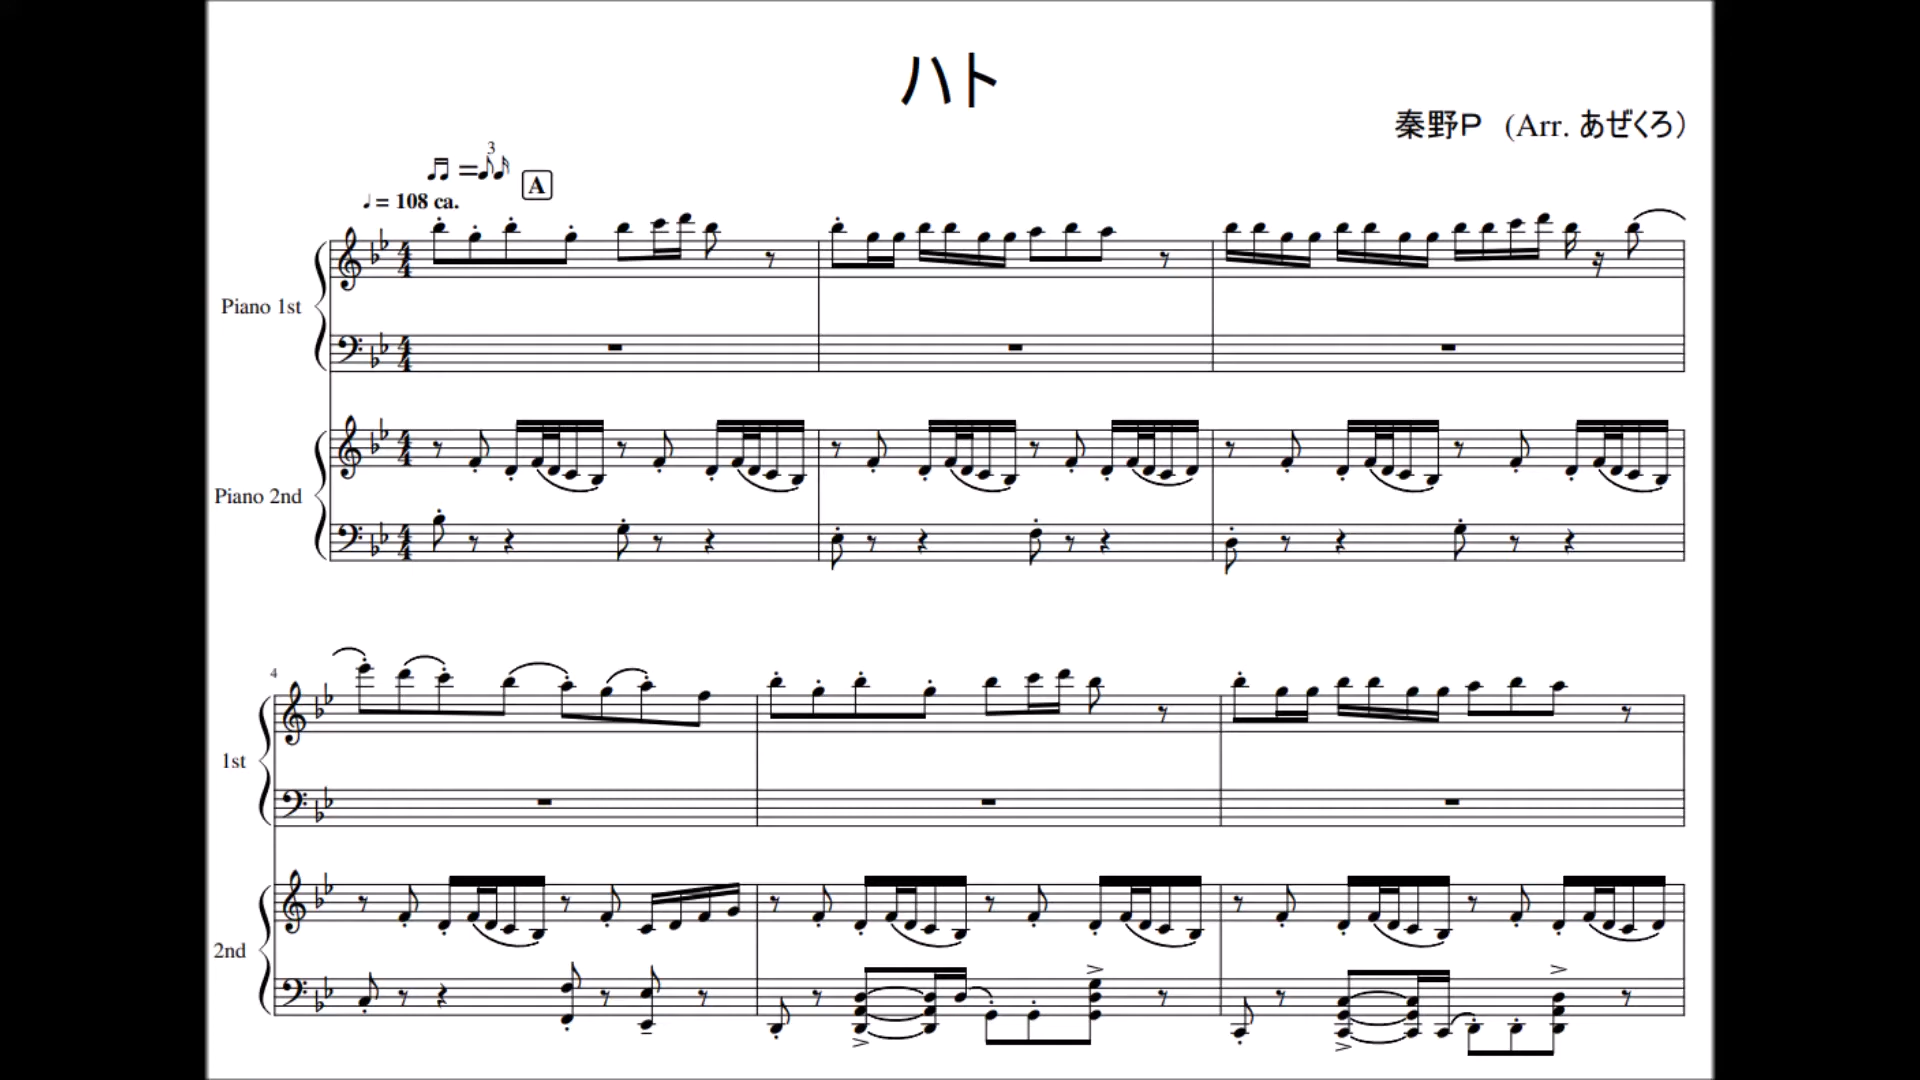 ハト
秦野P (Arr. あぜくろ)
3
A
= 108 ca.
Piano 1st
Piano 2nd
4
1st
2nd